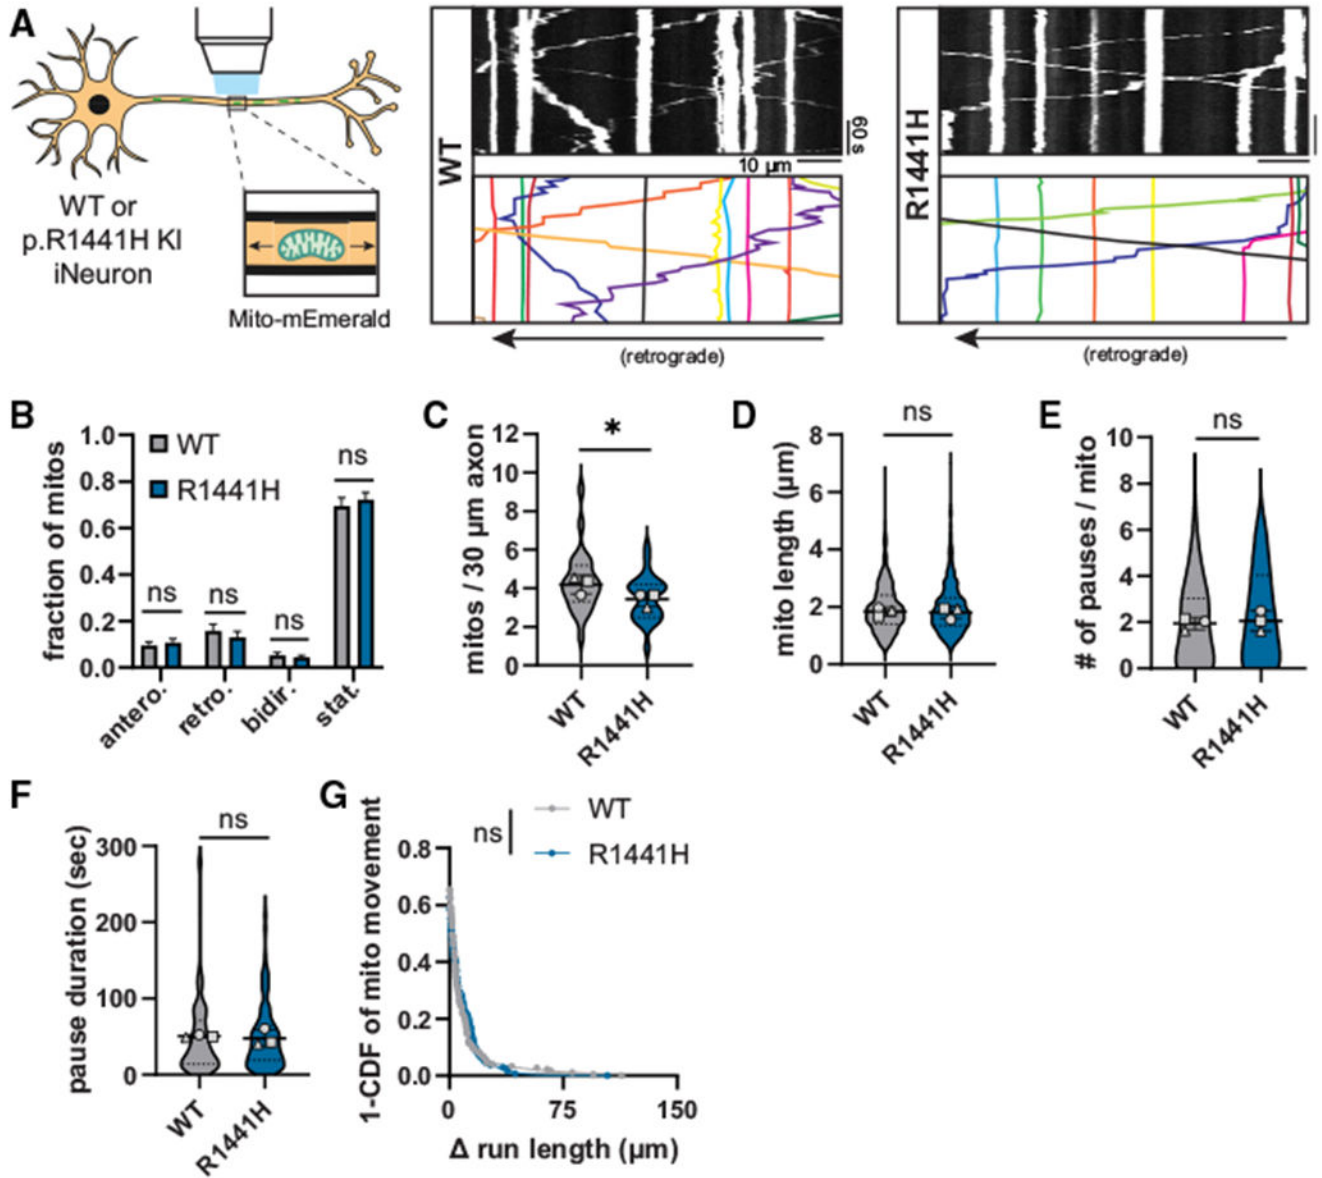 A
WT or
p.R1441H KI
iNeuron
Mito-mEmerald
WT
60 s
10 µm
(retrograde)
R1441H
(retrograde)
B
fraction of mitos
1.0
0.8
0.6
0.4
0.2
0.0
WT
R1441H
ns
ns
ns
ns
antero.
retro.
bidir.
stat.
C
mitos / 30 µm axon
12
10
8
6
4
2
0
*
WT
R1441H
D
mito length (µm)
8
6
4
2
0
ns
WT
R1441H
E
# of pauses / mito
10
8
6
4
2
0
ns
WT
R1441H
F
pause duration (sec)
300
200
100
0
ns
WT
R1441H
G
1-CDF of mito movement
ns
WT
R1441H
0.8
0.6
0.4
0.2
0.0
0
75
150
Δ run length (µm)